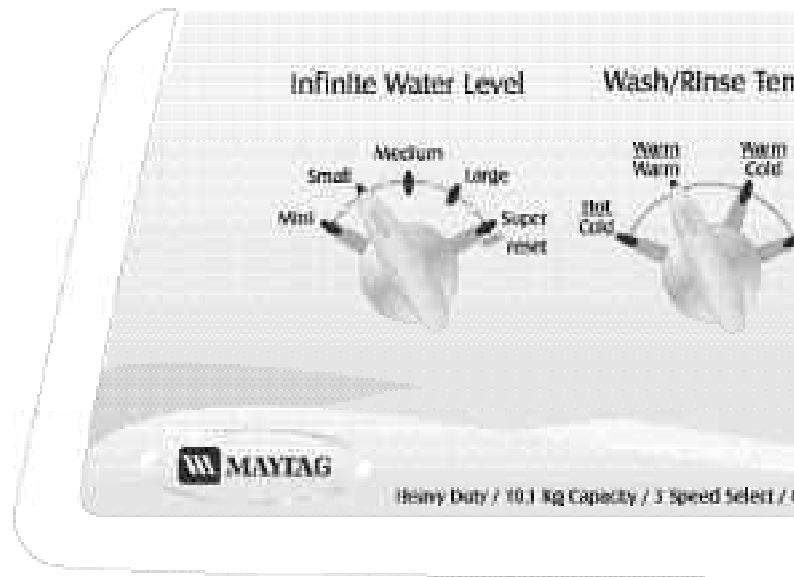 Infinite Water Level
Wash/Rinse Tem
Mini
Small
Medium
Large
Super
reset
Hot
Cold
Warm
Warm
Warm
Cold
MAYTAG
Heavy Duty / 10.1 kg Capacity / 3 Speed Select /